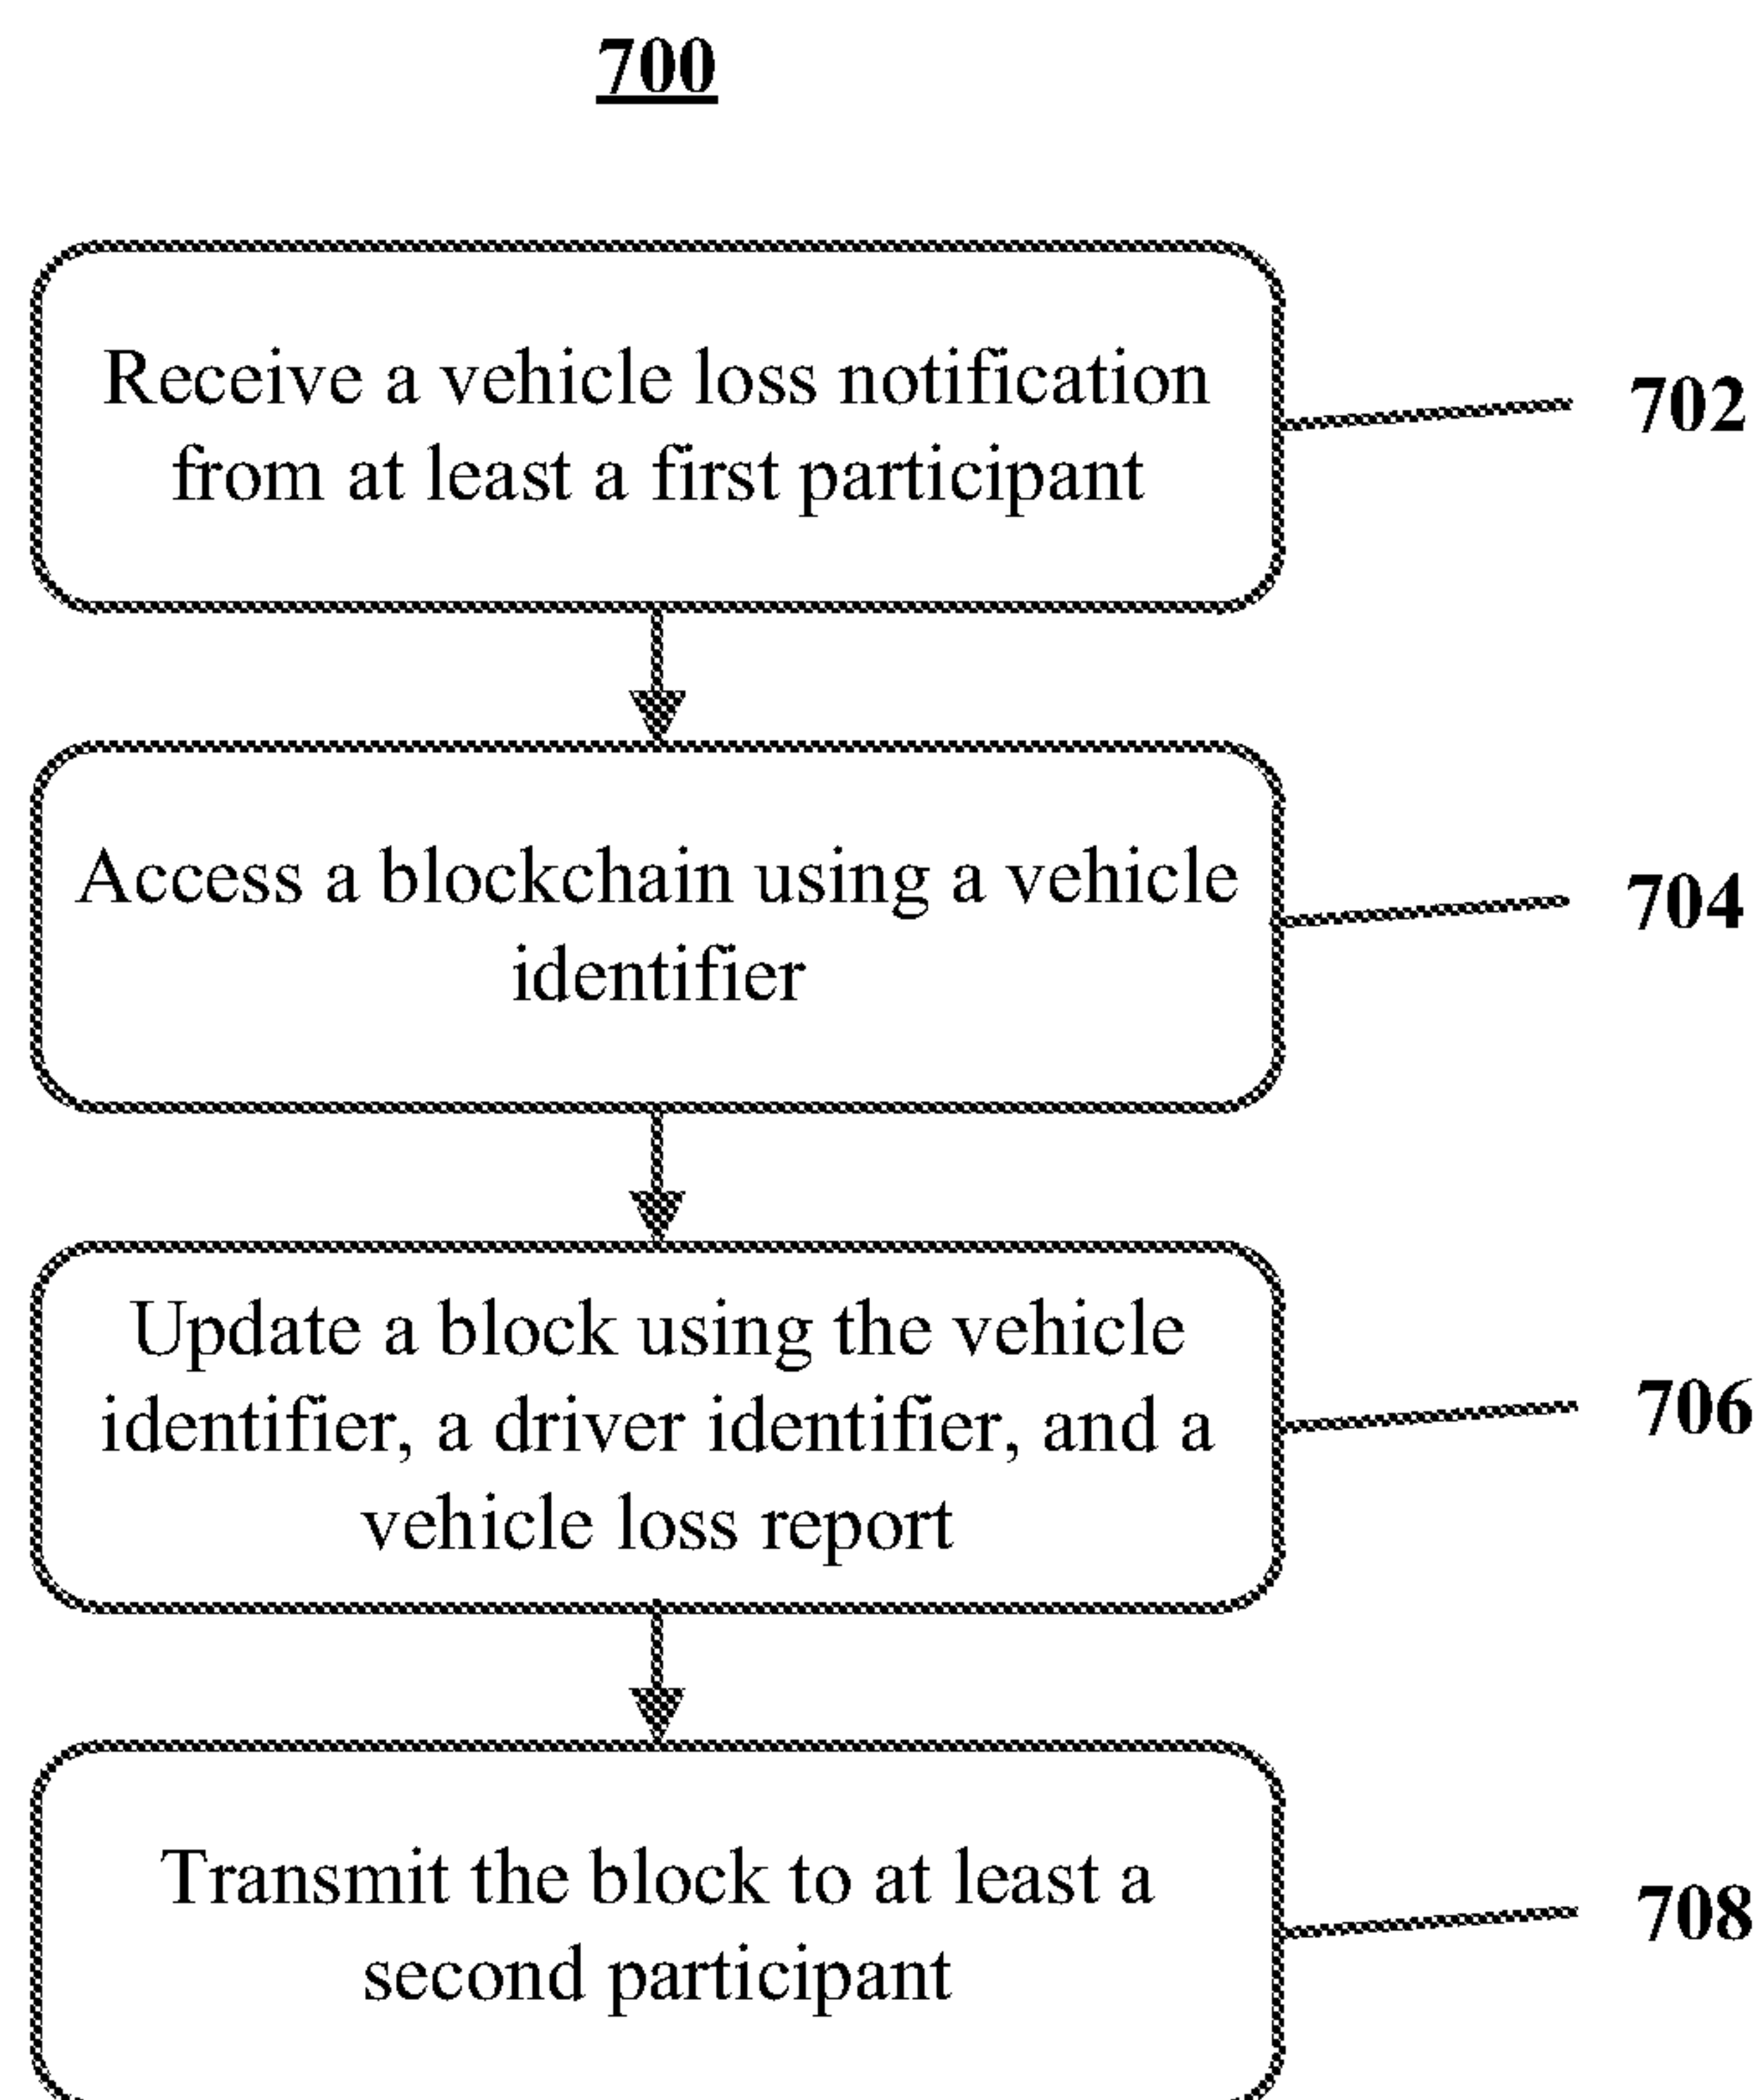 700
Receive a vehicle loss notification
from at least a first participant
702
Access a blockchain using a vehicle
identifier
704
Update a block using the vehicle
identifier, a driver identifier, and a
vehicle loss report
706
Transmit the block to at least a
second participant
708